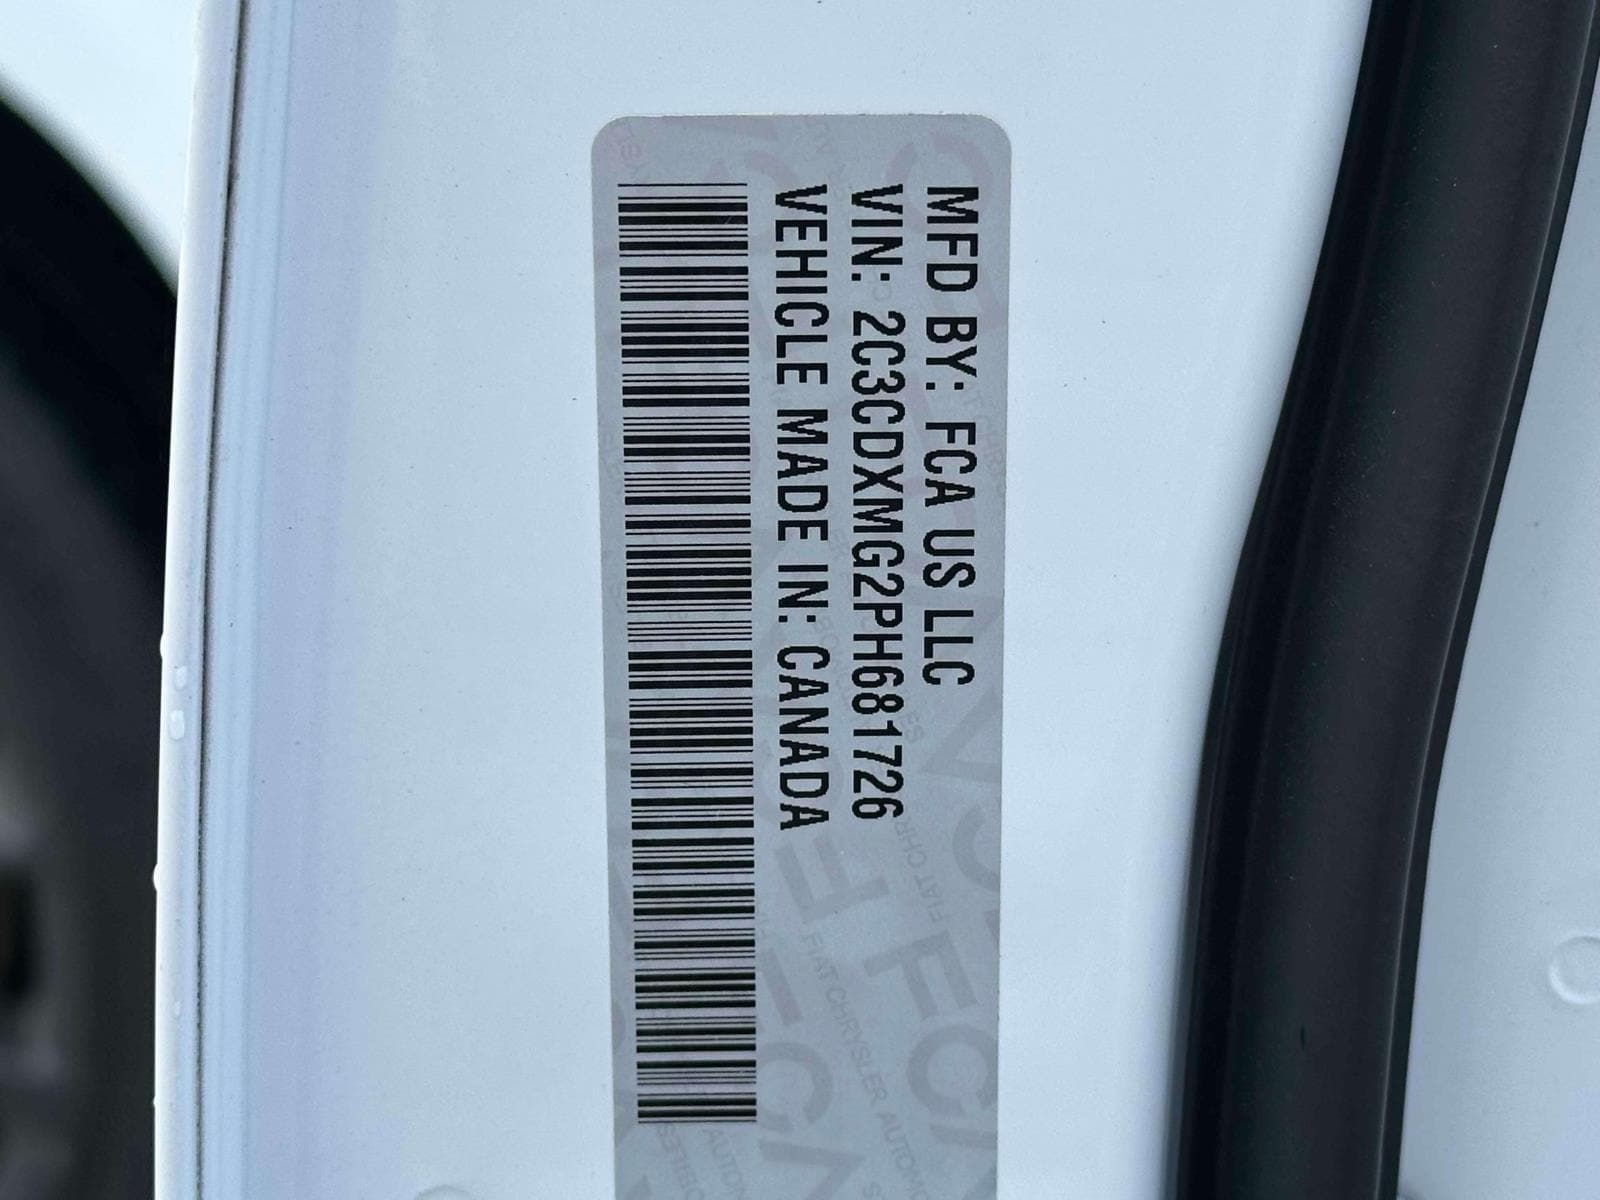 MFD BY: FCA US LLC
VIN: 2C3CDXMG2PH681726
VEHICLE MADE IN: CANADA